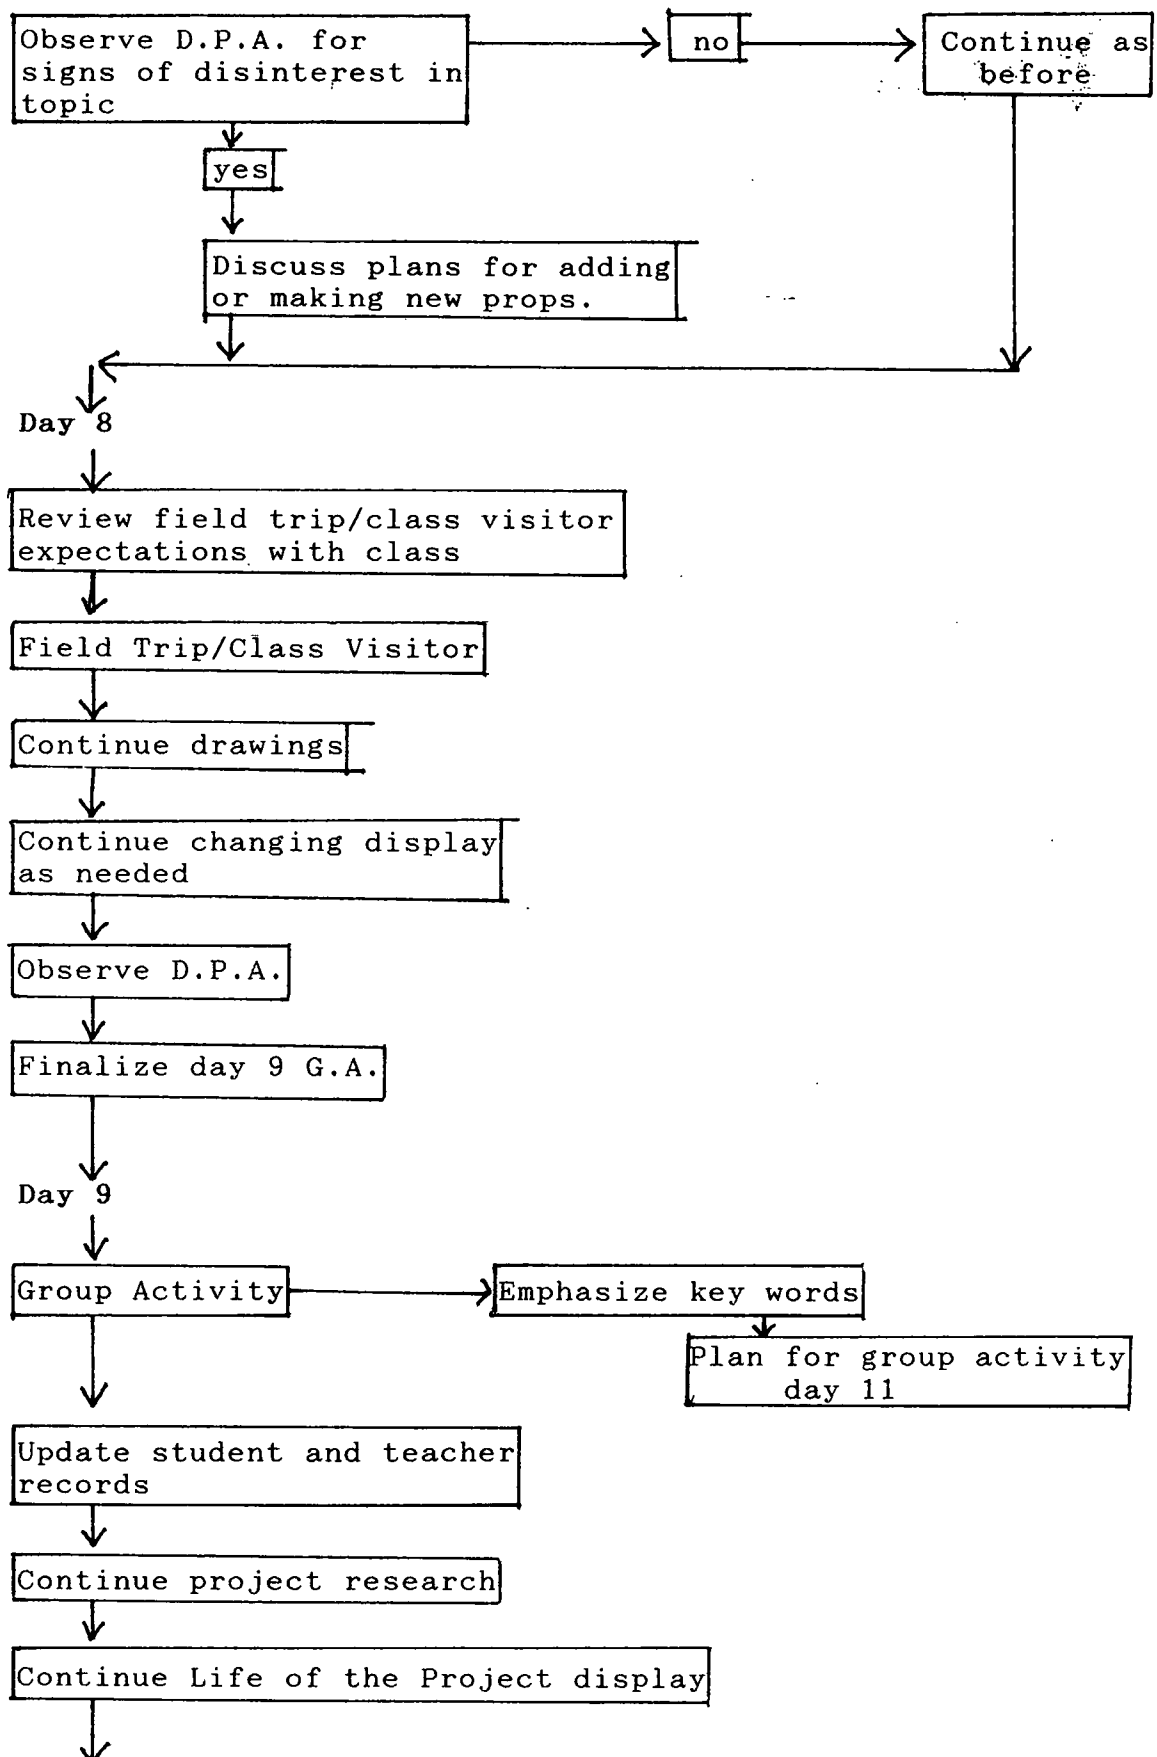 Observe D.P.A. for
signs of disinterest in
topic
no
Continue as
before
yes
Discuss plans for adding
or making new props.
Day 8
Review field trip/class visitor
expectations with class
Field Trip/Class Visitor
Continue drawings
Continue changing display
as needed
Observe D.P.A.
Finalize day 9 G.A.
Day 9
Group Activity
Emphasize key words
Plan for group activity
day 11
Update student and teacher
records
Continue project research
Continue Life of the Project display